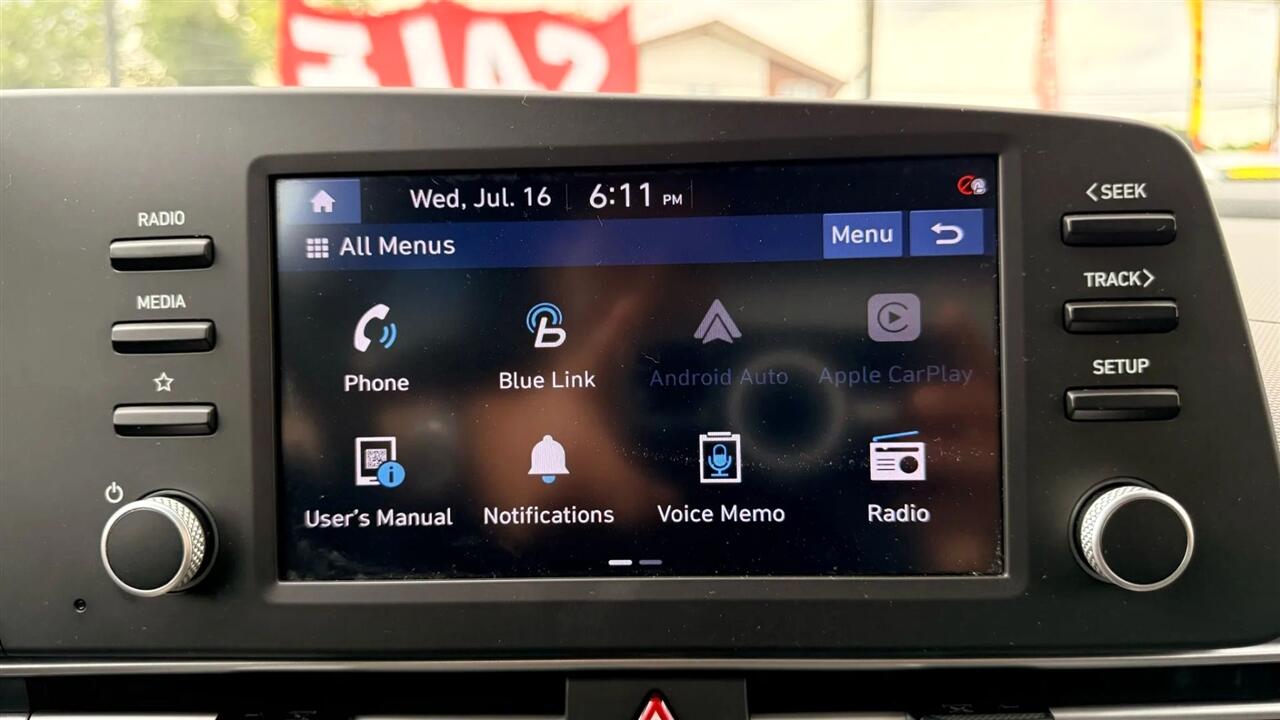 SALE
RADIO
MEDIA
Wed, Jul. 16 6:11 PM
All Menus
Menu
Phone
Blue Link
Android Auto
Apple CarPlay
User's Manual
Notifications
Voice Memo
Radio
<SEEK
TRACK>
SETUP